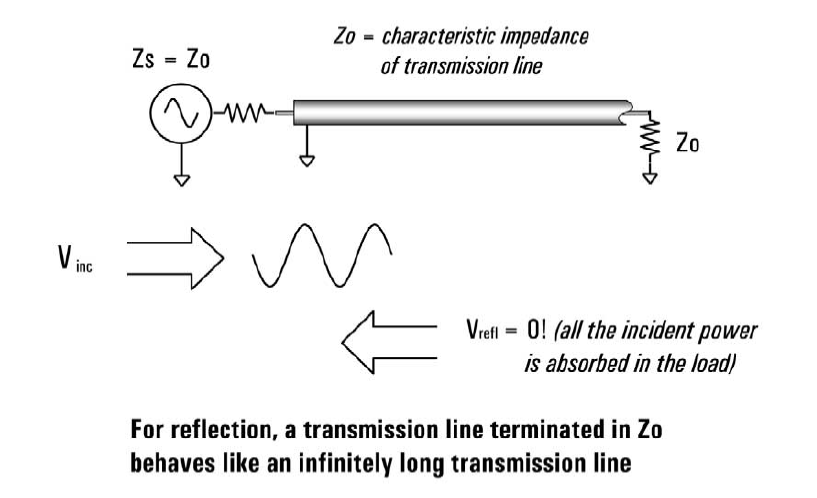 Zo = characteristic impedance
of transmission line
Zs = Zo
Zo
Vinc
Vrefl = 0! (all the incident power
is absorbed in the load)
For reflection, a transmission line terminated in Zo
behaves like an infinitely long transmission line